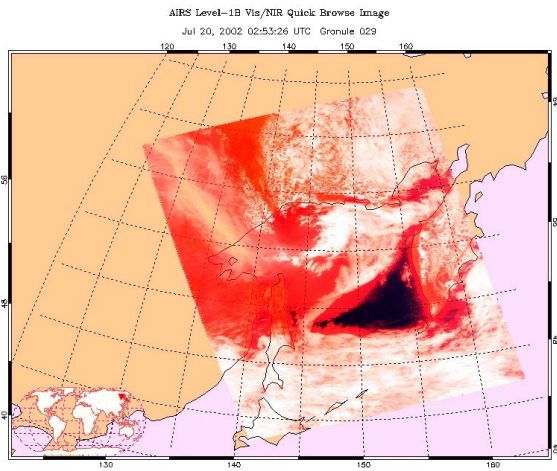 AIRS Level-1B Vis/NIR Quick Browse Image
Jul 20, 2002 02:53:26 UTC Granule 029
120 130 140 150 160
56
48
40
130 140 150 160